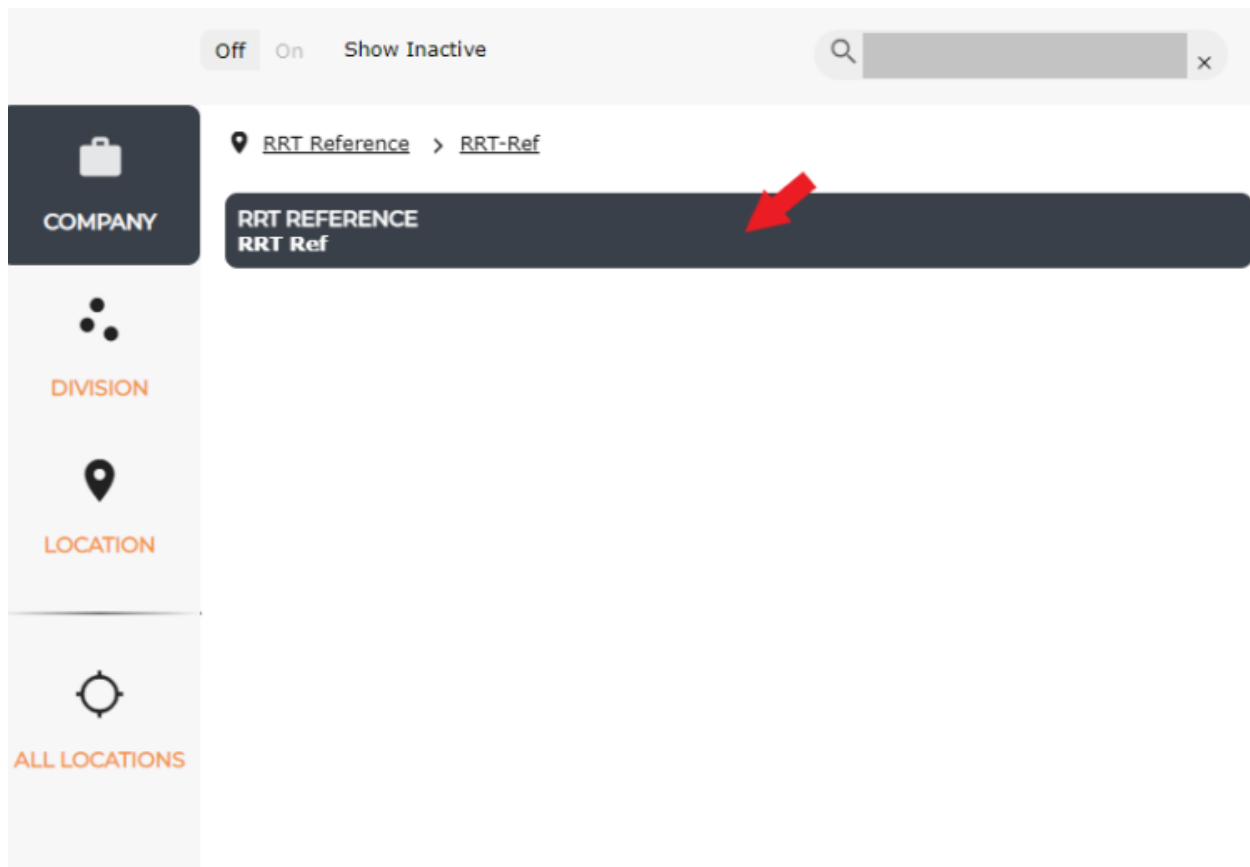 Off On Show Inactive
×
COMPANY
RRT Reference > RRT-Ref
RRT REFERENCE
RRT Ref
DIVISION
LOCATION
ALL LOCATIONS